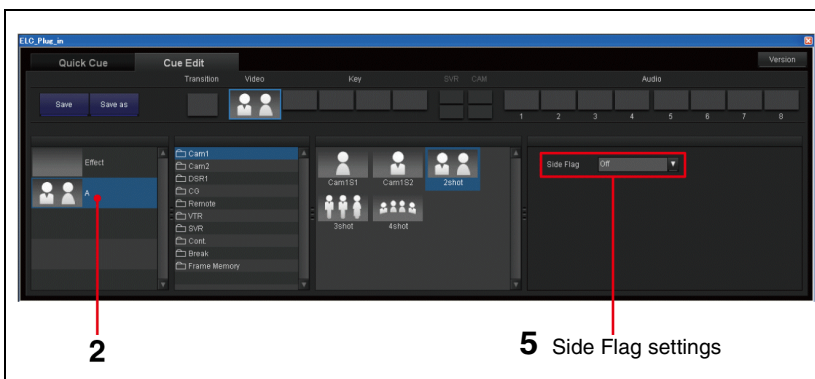 ELC_Plug_in
Quick Cue Cue Edit Version
Transition Video Key SVR CAM Audio
Save Save as
1 2 3 4 5 6 7 8
Effect
A
Cam1
Cam2
DSR1
CG
Remote
VTR
SVR
Cont.
Break
Frame Memory
Cam1S1 Cam1S2 2shot
3shot 4shot
Side Flag Off
2
5 Side Flag settings